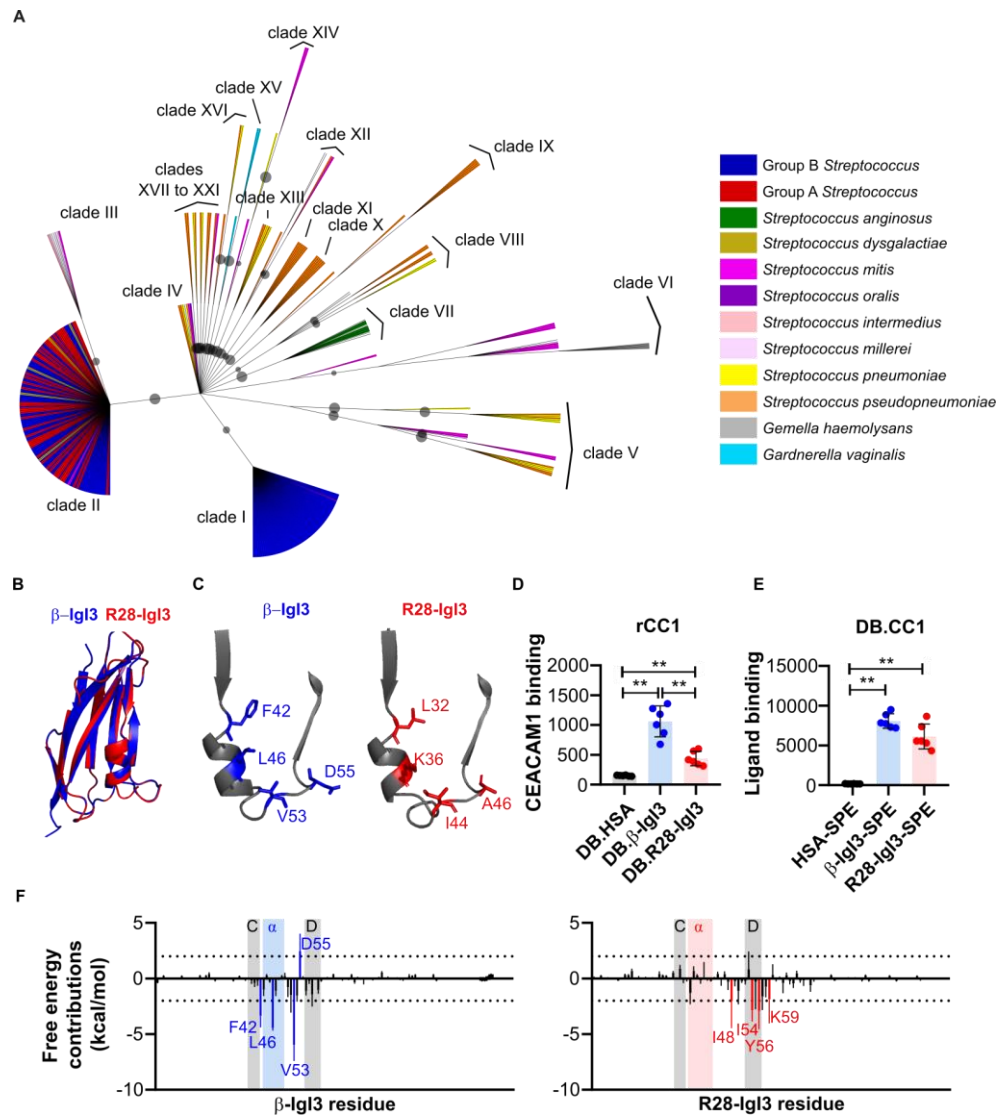 A
clade XIV
clade XV
clade XVI
clade XII
clades
XVII to XXI
clade IX
clade XIII
clade XI
clade X
clade III
clade VIII
clade IV
clade VII
clade VI
clade V
clade II
clade I
Group B Streptococcus
Group A Streptococcus
Streptococcus anginosus
Streptococcus dysgalactiae
Streptococcus mitis
Streptococcus oralis
Streptococcus intermedius
Streptococcus millerei
Streptococcus pneumoniae
Streptococcus pseudopneumoniae
Gemella haemolysans
Gardnerella vaginalis
B
β–IgI3 R28-IgI3
C
β–IgI3
F42
L46
D55
V53
R28-IgI3
L32
K36
A46
I44
D
rCC1
CEACAM1 binding
2000
1500
1000
500
0
**
** **
DB.HSA
DB.β-IgI3
DB.R28-IgI3
E
DB.CC1
Ligand binding
15000
10000
5000
0
**
**
HSA-SPE
β-IgI3-SPE
R28-IgI3-SPE
F
Free energy
contributions
(kcal/mol)
5
0
-5
-10
C α D
D55
F42
L46
V53
β-IgI3 residue
5
0
-5
-10
C α D
I48
I54
Y56
K59
R28-IgI3 residue